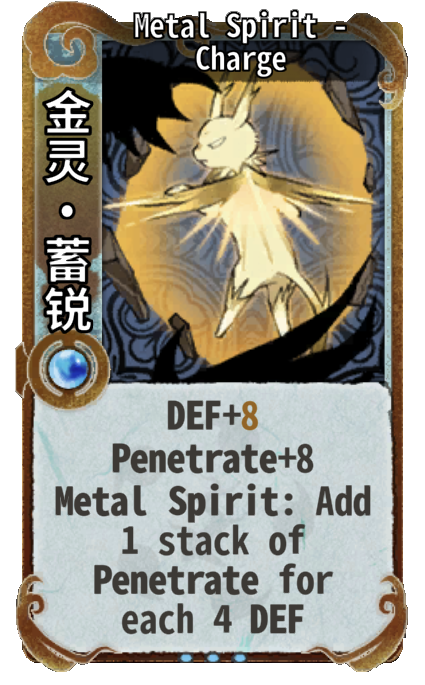 Metal Spirit -
Charge
金灵·蓄锐
DEF+8
Penetrate+8
Metal Spirit: Add
1 stack of
Penetrate for
each 4 DEF